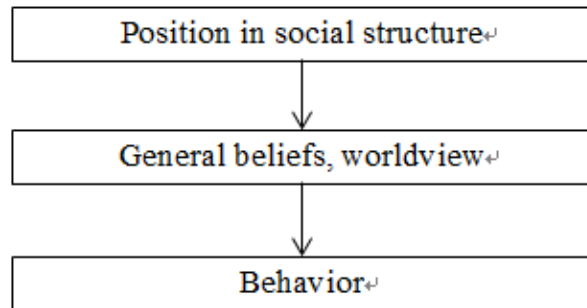 Position in social structure↵
General beliefs, worldview↵
Behavior↵